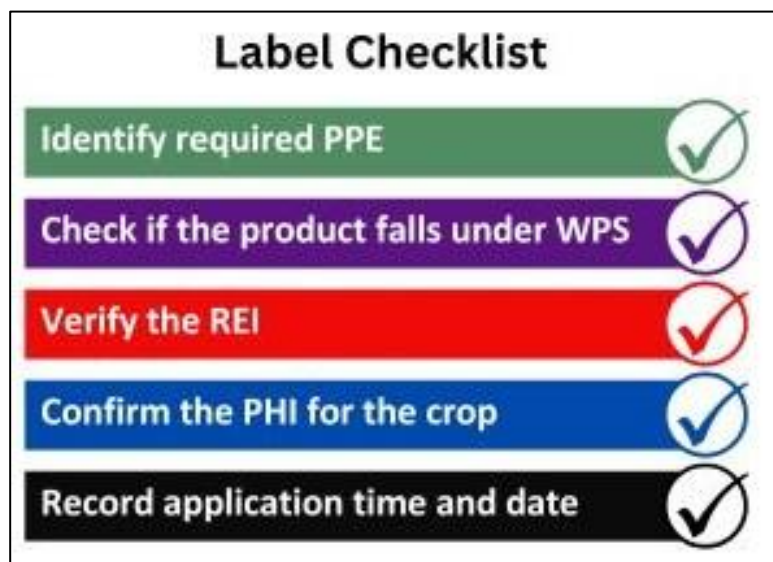 Label Checklist
Identify required PPE
Check if the product falls under WPS
Verify the REI
Confirm the PHI for the crop
Record application time and date